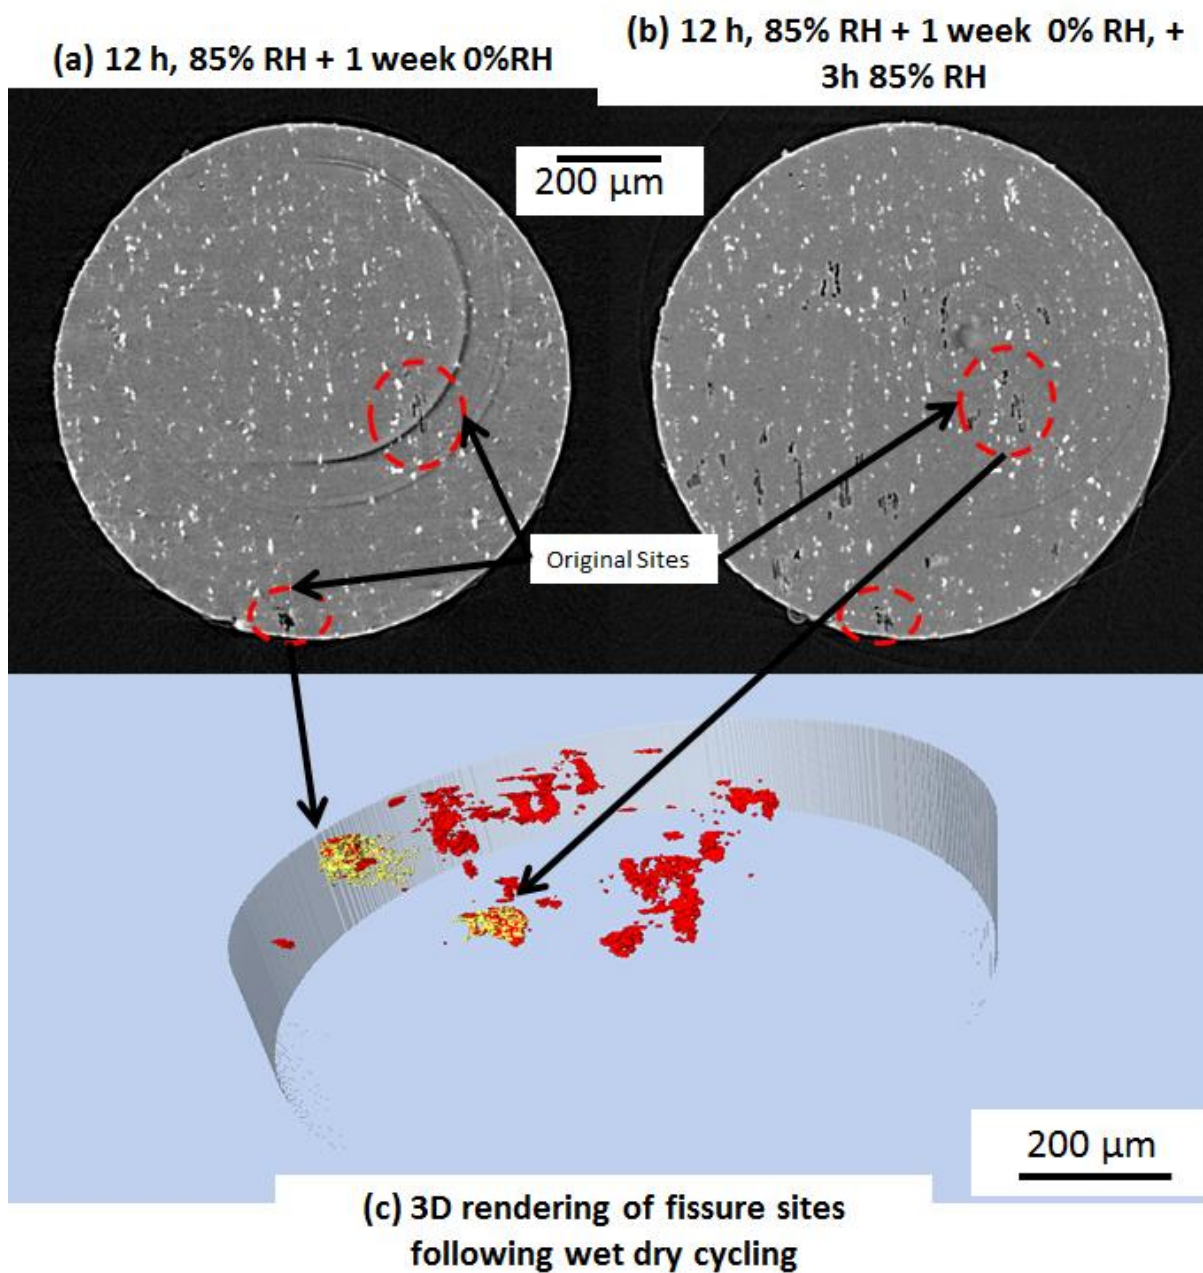 (a) 12 h, 85% RH + 1 week 0%RH
(b) 12 h, 85% RH + 1 week 0% RH, +
3h 85% RH
200 µm
Original Sites
200 µm
(c) 3D rendering of fissure sites
following wet dry cycling